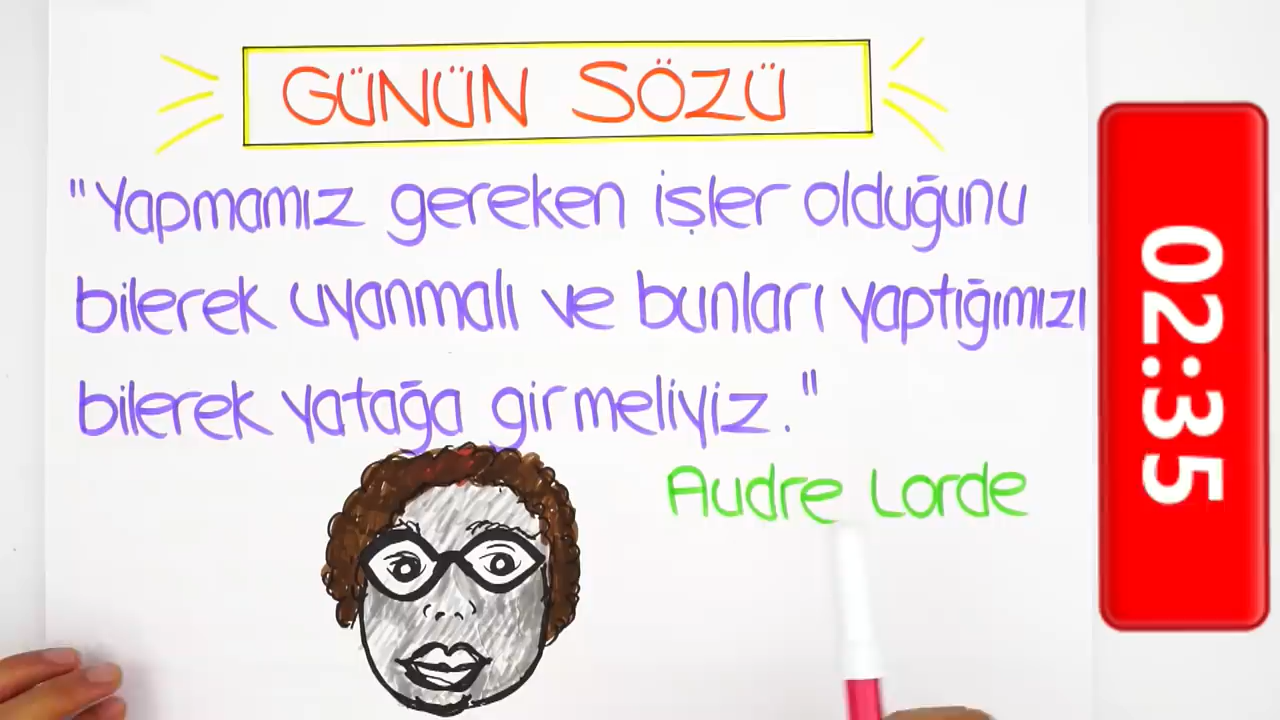 GÜNÜN SÖZÜ
"Yapmamız gereken işler olduğunu
bilerek uyanmalı ve bunları yaptığımızı
bilerek yatağa girmeliyiz."
Audre Lorde
02:35